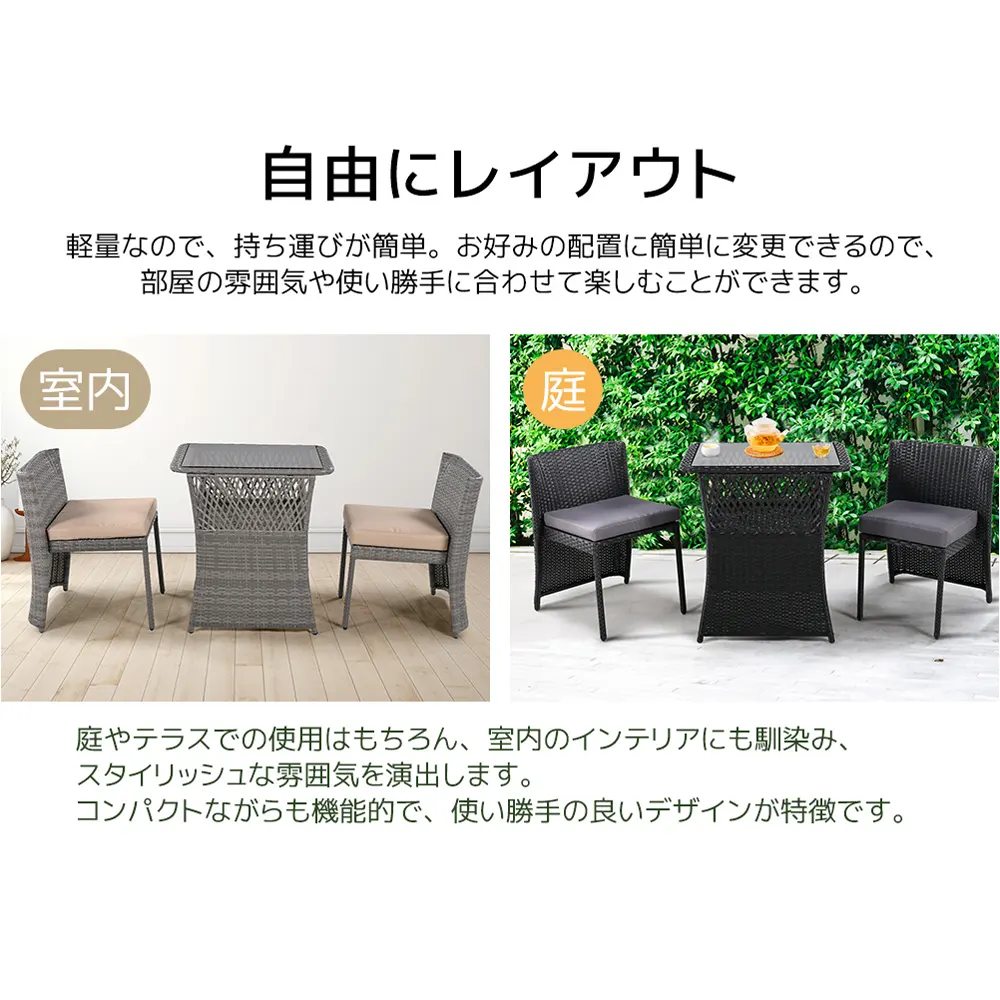 自由にレイアウト
軽量なので、持ち運びが簡単。お好みの配置に簡単に変更できるので、
部屋の雰囲気や使い勝手に合わせて楽しむことができます。
室内
庭
庭やテラスでの使用はもちろん、室内のインテリアにも馴染み、
スタイリッシュな雰囲気を演出します。
コンパクトながらも機能的で、使い勝手の良いデザインが特徴です。